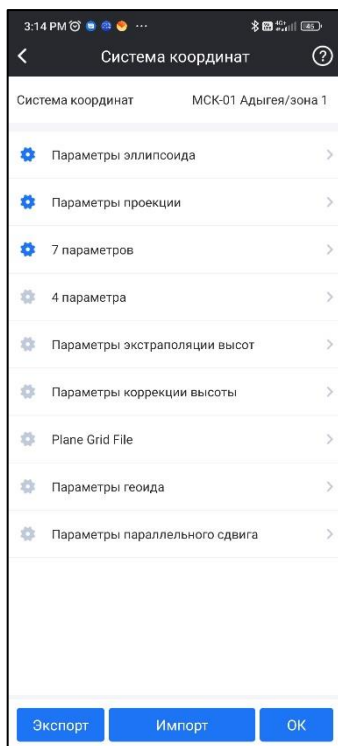 3:14 PM
Система координат
Система координат МСК-01 Адыгея/зона 1
Параметры эллипсоида
Параметры проекции
7 параметров
4 параметра
Параметры экстраполяции высот
Параметры коррекции высоты
Plane Grid File
Параметры геоида
Параметры параллельного сдвига
Экспорт Импорт ОК